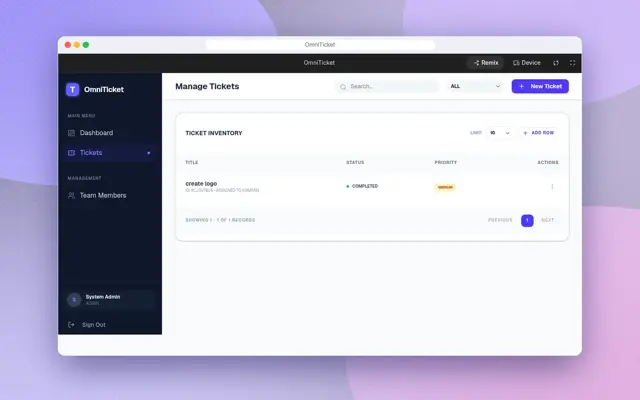 OmniTicket
OmniTicket
Remix
Device
T
OmniTicket
MAIN MENU
Dashboard
Tickets
MANAGEMENT
Team Members
S
System Admin
ADMIN
Sign Out
Manage Tickets
Search...
ALL
+ New Ticket
TICKET INVENTORY
LIMIT: 10
+ ADD ROW
TITLE STATUS PRIORITY ACTIONS
create logo
COMPLETED
MEDIUM
SHOWING 1 - 1 OF 1 RECORDS
PREVIOUS 1 NEXT